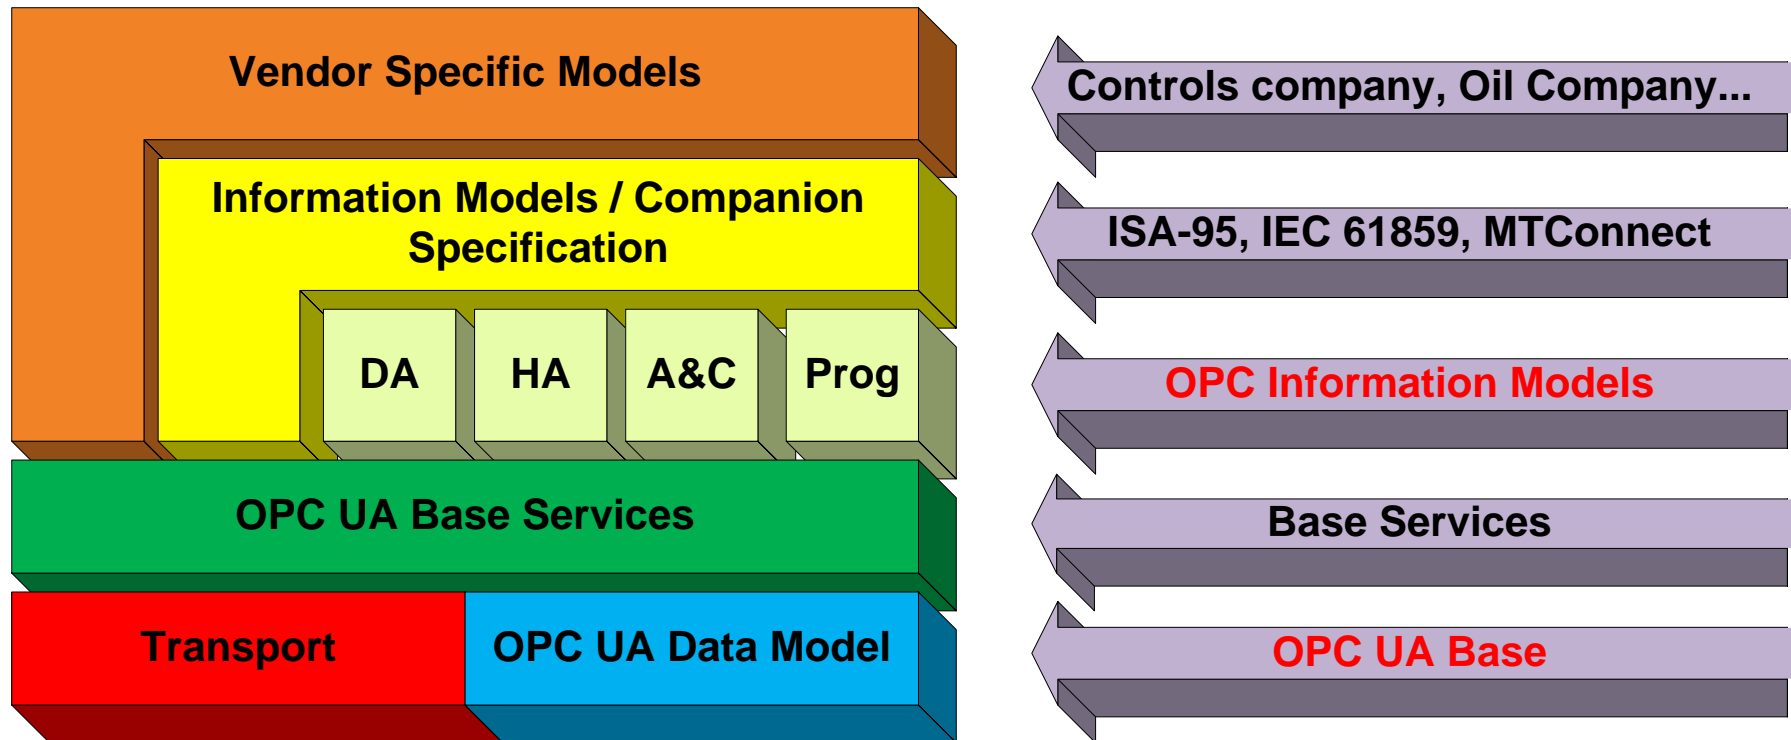 Vendor Specific Models
Controls company, Oil Company...
Information Models / Companion
Specification
ISA-95, IEC 61859, MTConnect
DA
HA
A&C
Prog
OPC Information Models
OPC UA Base Services
Base Services
Transport
OPC UA Data Model
OPC UA Base